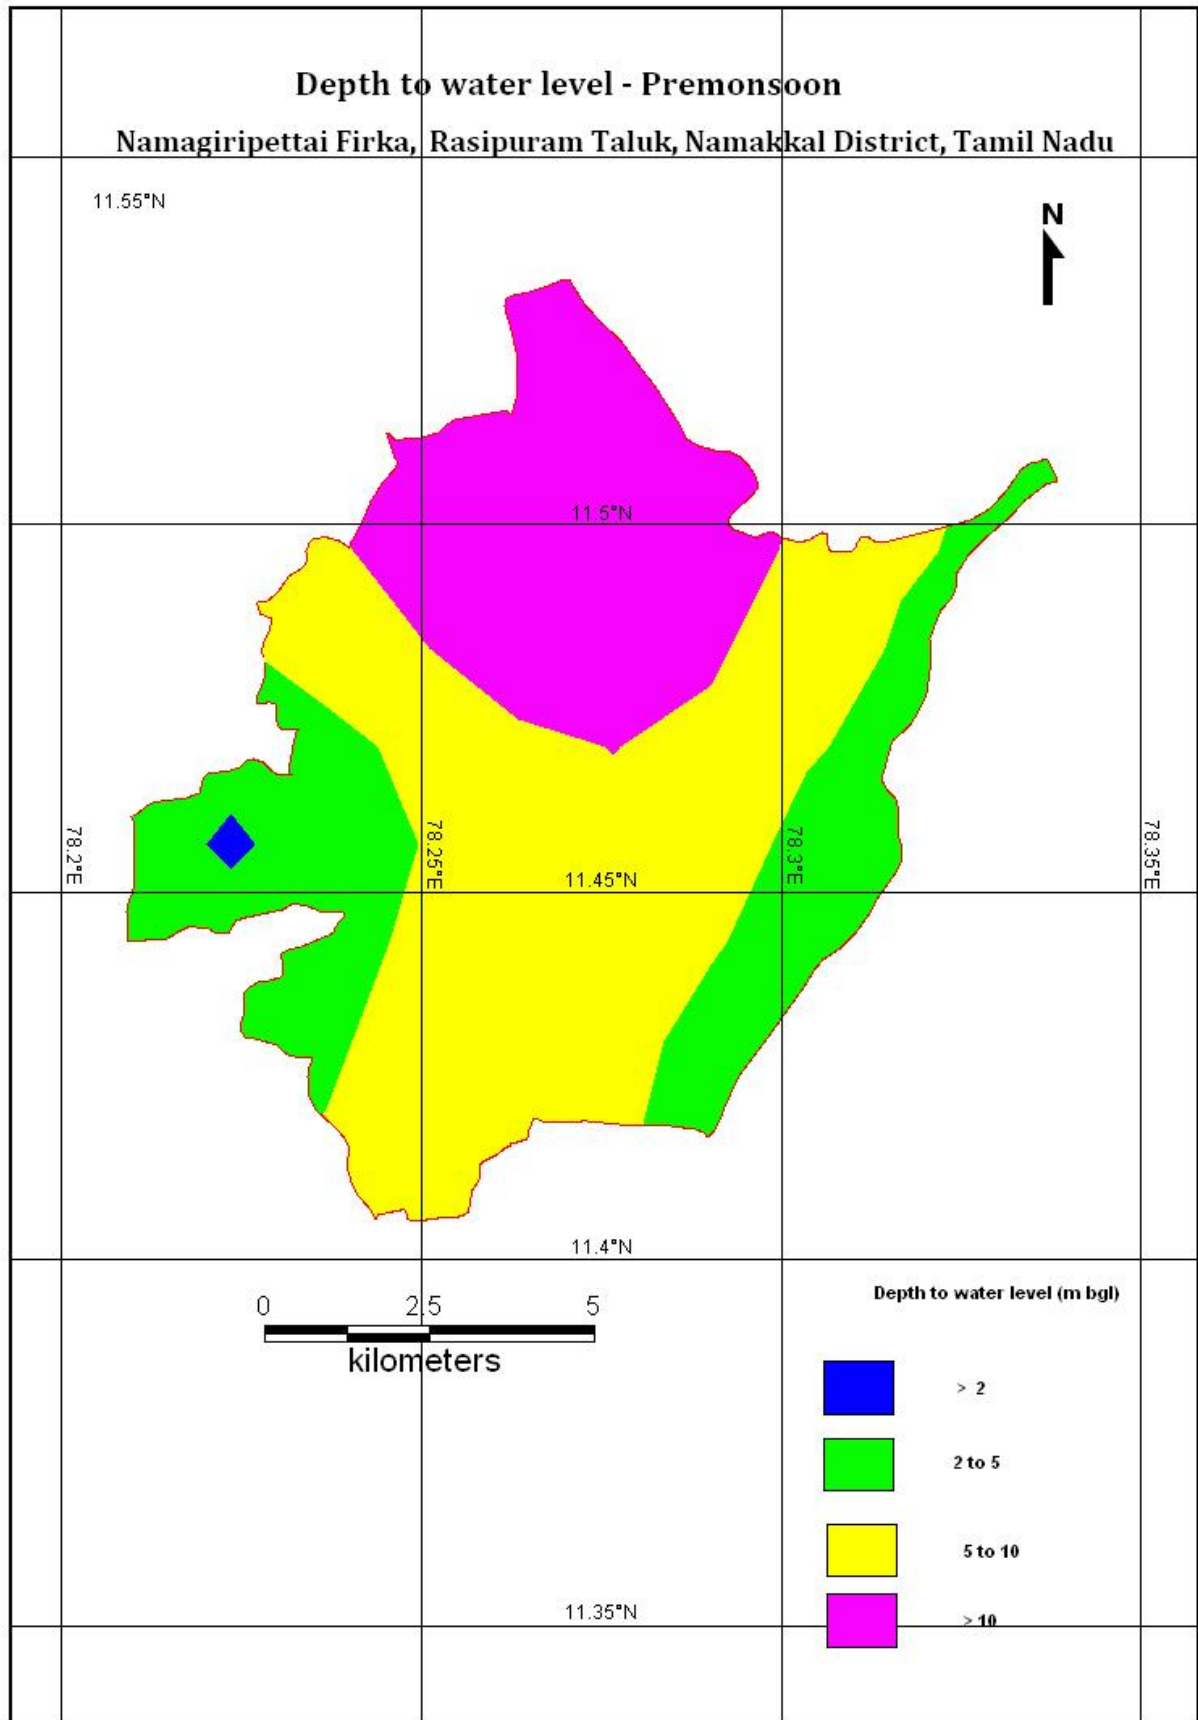 Depth to water level - Premonsoon
Namagiripettai Firka, Rasipuram Taluk, Namakkal District, Tamil Nadu
11.55°N
N
11.5°N
78.2°E
78.25°E
78.3°E
78.35°E
11.45°N
11.4°N
0 2.5 5
kilometers
Depth to water level (m bgl)
> 2
2 to 5
5 to 10
> 10
11.35°N